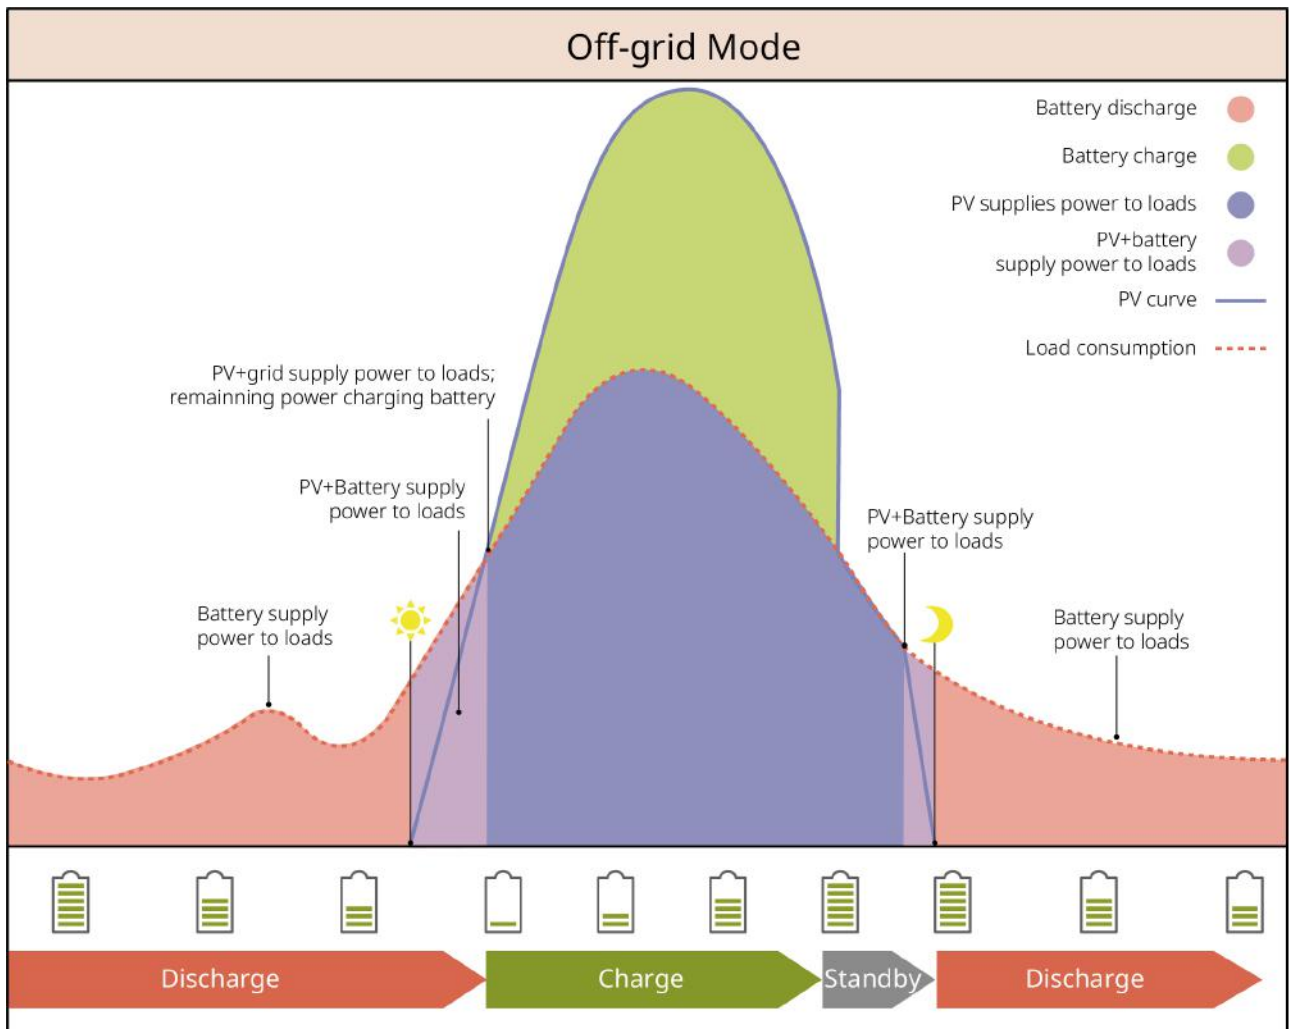 Off-grid Mode
Battery discharge
Battery charge
PV supplies power to loads
PV+battery
supply power to loads
PV curve
Load consumption
PV+grid supply power to loads;
remainning power charging battery
PV+Battery supply
power to loads
PV+Battery supply
power to loads
Battery supply
power to loads
Battery supply
power to loads
Discharge
Charge
Standby
Discharge